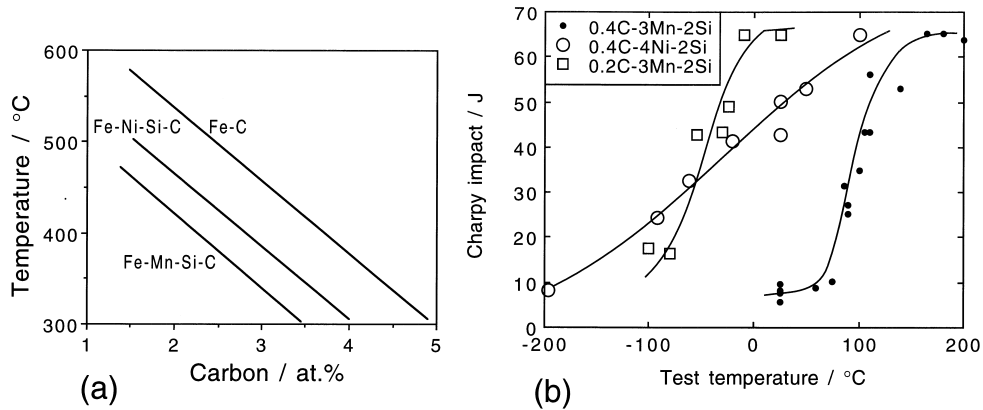 600
500
400
300
1
2
3
4
5
Temperature / °C
Carbon / at.%
Fe-Ni-Si-C
Fe-C
Fe-Mn-Si-C
(a)
70
60
50
40
30
20
10
0
-200
-100
0
100
200
Charpy impact / J
Test temperature / °C
0.4C-3Mn-2Si
0.4C-4Ni-2Si
0.2C-3Mn-2Si
(b)